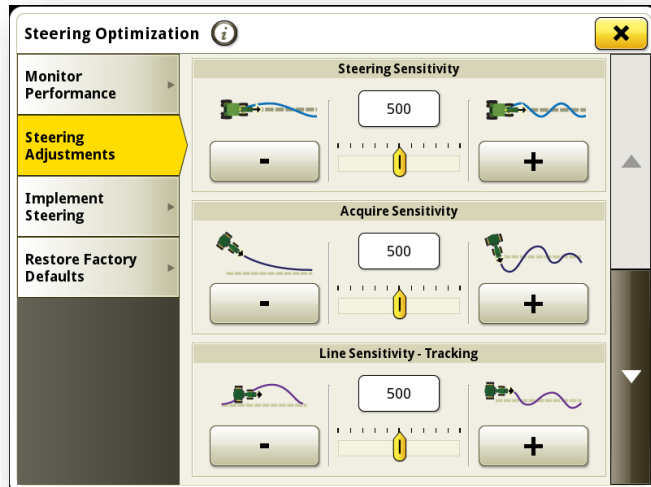 Steering Optimization i
Monitor
Performance
Steering
Adjustments
Implement
Steering
Restore Factory
Defaults
Steering Sensitivity
500
- +
Acquire Sensitivity
500
- +
Line Sensitivity - Tracking
500
- +